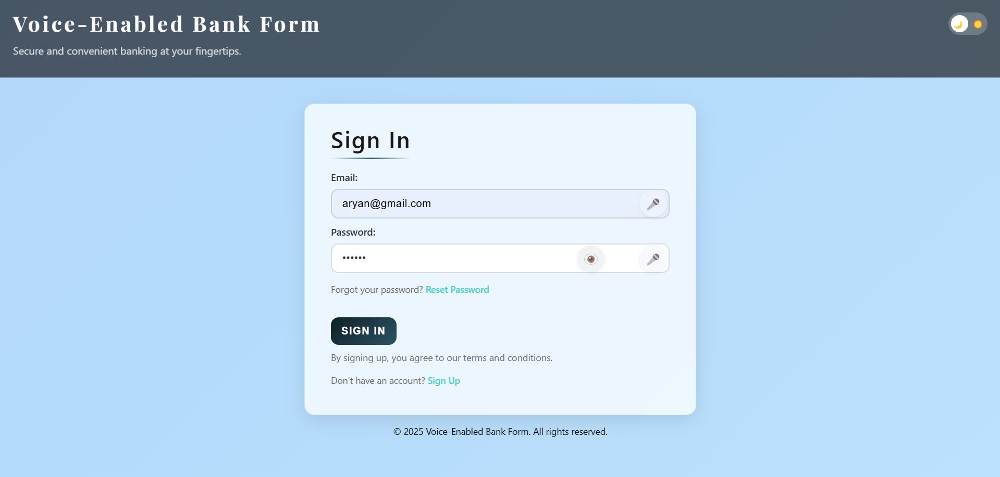 Voice-Enabled Bank Form
Secure and convenient banking at your fingertips.
Sign In
Email:
aryan@gmail.com
Password:
••••••
Forgot your password? Reset Password
SIGN IN
By signing up, you agree to our terms and conditions.
Don't have an account? Sign Up
© 2025 Voice-Enabled Bank Form. All rights reserved.